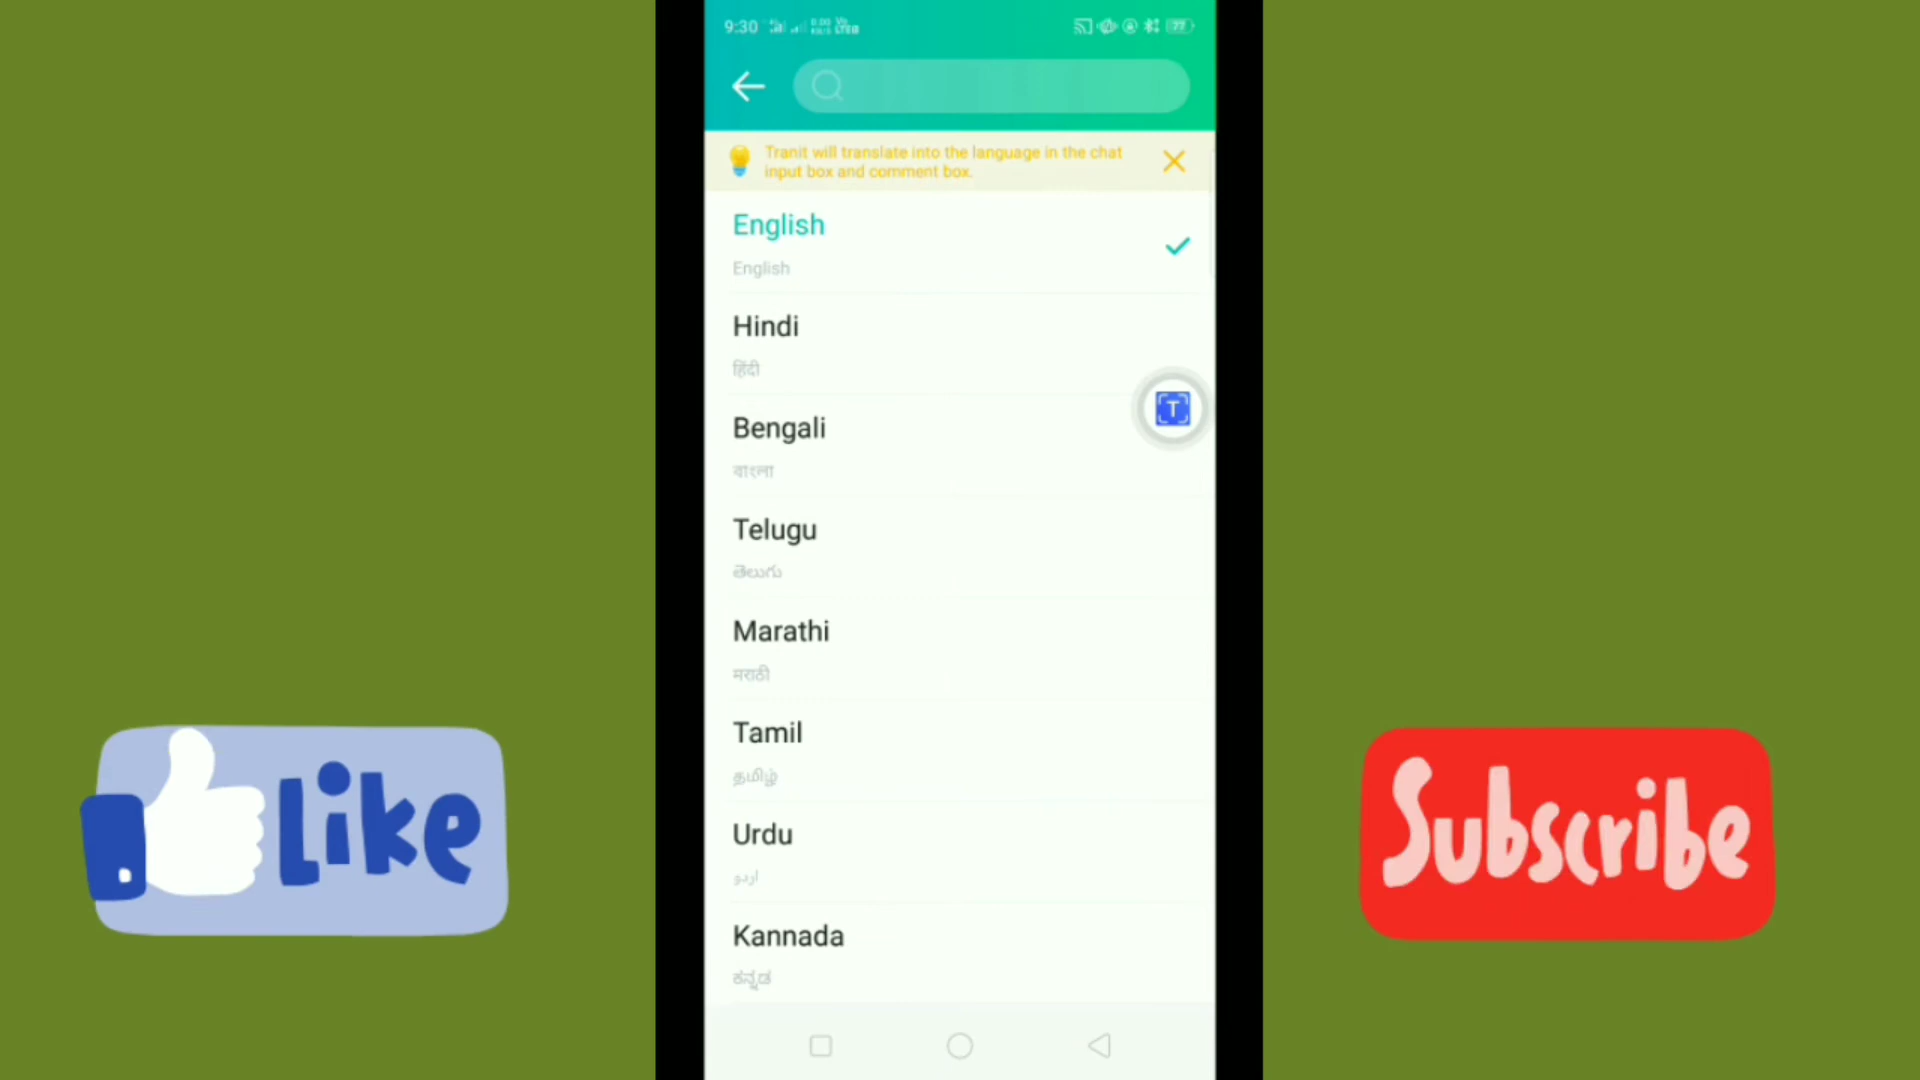 9:30
77
Tranit will translate into the language in the chat
input box and comment box.
English
English
Hindi
हिंदी
T
Bengali
বাংলা
Telugu
తెలుగు
Marathi
मराठी
Tamil
தமிழ்
Urdu
اردو
Kannada
ಕನ್ನಡ
Like
Subscribe